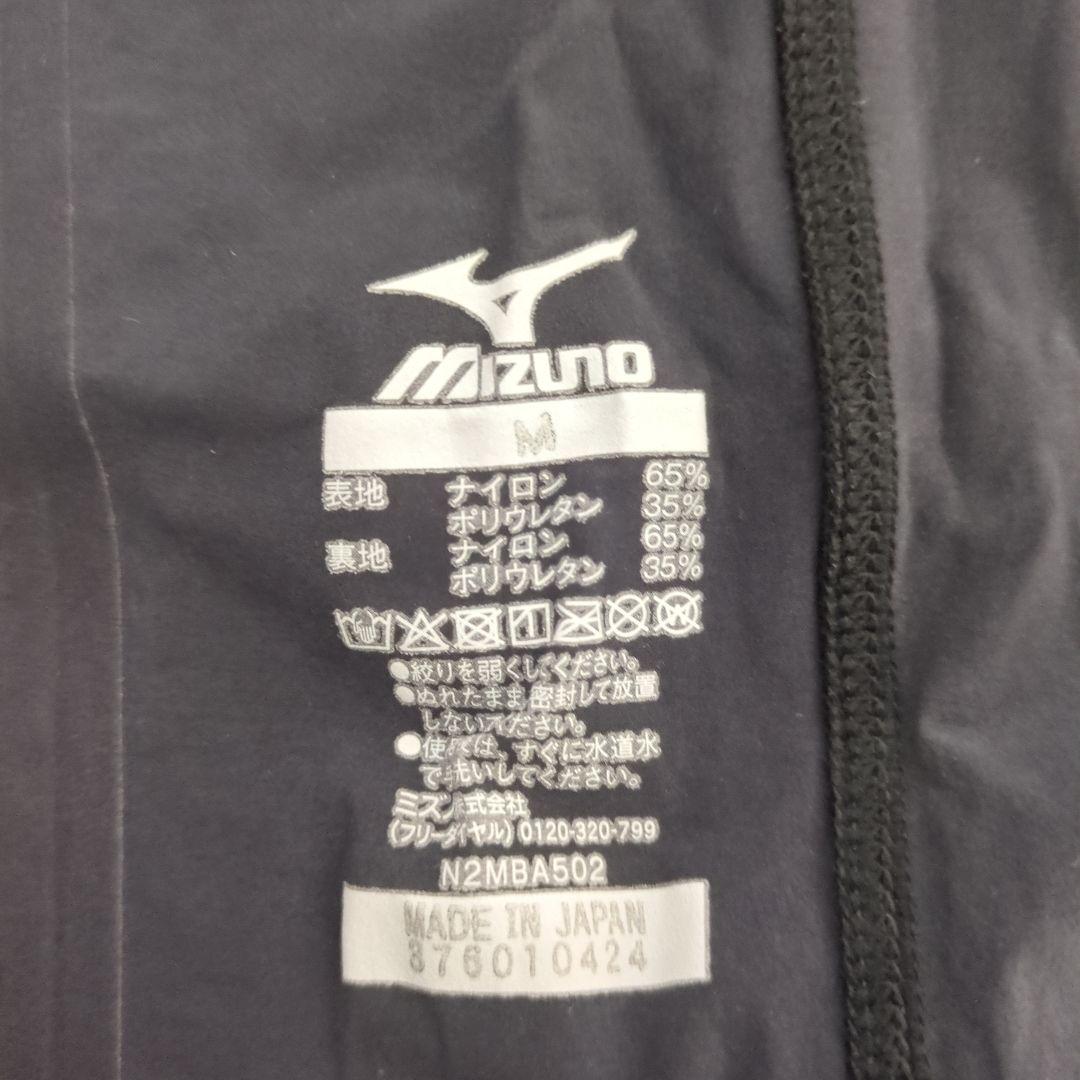 MIZUNO
M
表地 ナイロン 65%
ポリウレタン 35%
裏地 ナイロン 65%
ポリウレタン 35%
●絞りを弱くしてください。
●ぬれたまま密封して放置
しないでください。
●使用後は、すぐに水道水
で洗いしてください。
ミズノ株式会社
(フリーダイヤル) 0120-320-799
N2MBA502
MADE IN JAPAN
876010424